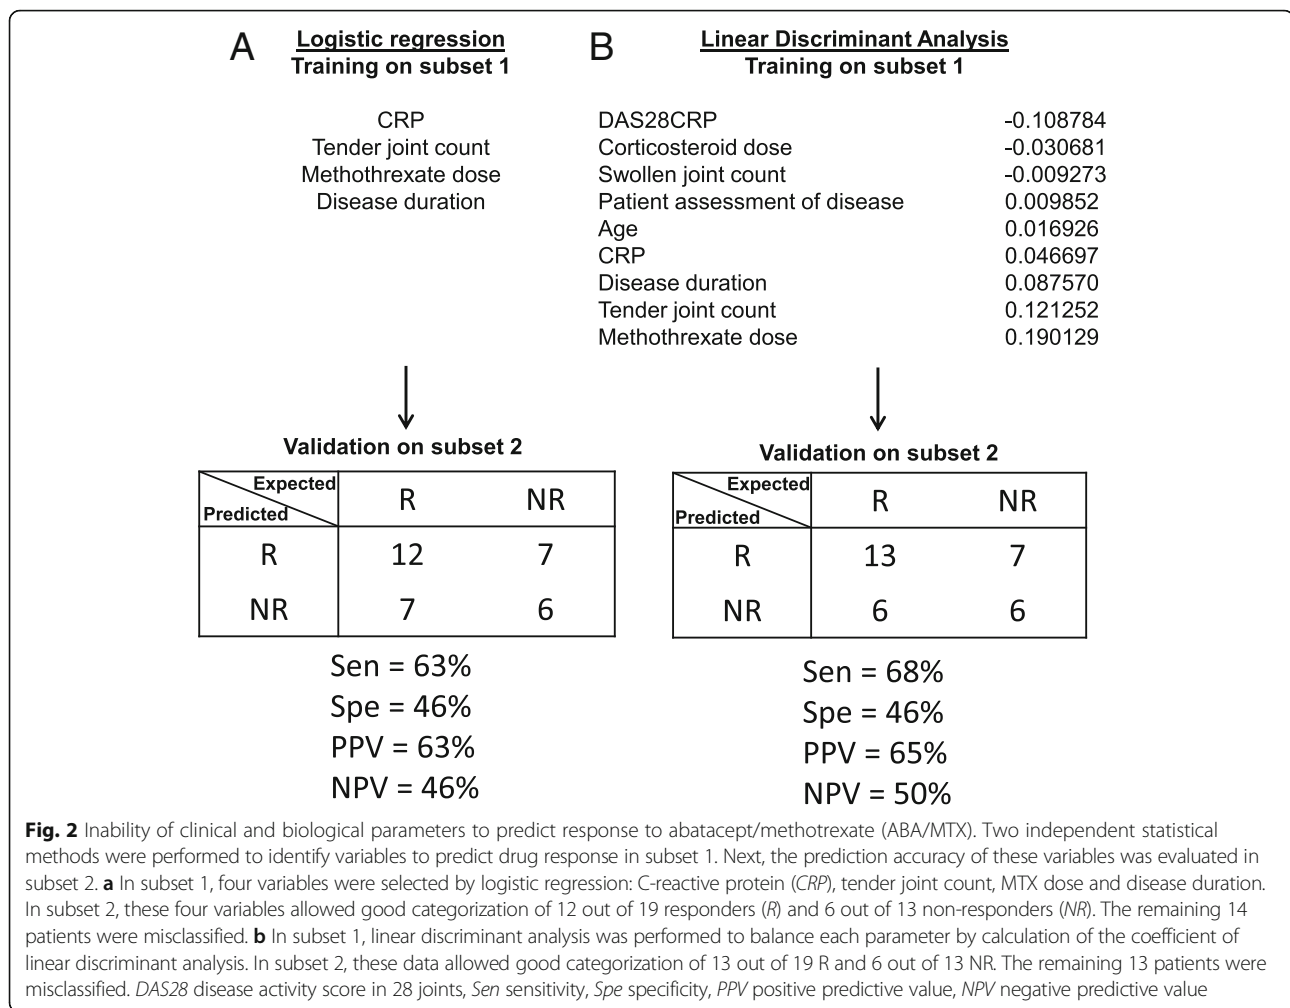 A
Logistic regression
Training on subset 1
CRP
Tender joint count
Methothrexate dose
Disease duration
Validation on subset 2
Expected
Predicted
R NR
R 12 7
NR 7 6
Sen = 63%
Spe = 46%
PPV = 63%
NPV = 46%
B
Linear Discriminant Analysis
Training on subset 1
DAS28CRP -0.108784
Corticosteroid dose -0.030681
Swollen joint count -0.009273
Patient assessment of disease 0.009852
Age 0.016926
CRP 0.046697
Disease duration 0.087570
Tender joint count 0.121252
Methothrexate dose 0.190129
Validation on subset 2
Expected
Predicted
R NR
R 13 7
NR 6 6
Sen = 68%
Spe = 46%
PPV = 65%
NPV = 50%
Fig. 2 Inability of clinical and biological parameters to predict response to abatacept/methotrexate (ABA/MTX). Two independent statistical
methods were performed to identify variables to predict drug response in subset 1. Next, the prediction accuracy of these variables was evaluated in
subset 2. a In subset 1, four variables were selected by logistic regression: C-reactive protein (CRP), tender joint count, MTX dose and disease duration.
In subset 2, these four variables allowed good categorization of 12 out of 19 responders (R) and 6 out of 13 non-responders (NR). The remaining 14
patients were misclassified. b In subset 1, linear discriminant analysis was performed to balance each parameter by calculation of the coefficient of
linear discriminant analysis. In subset 2, these data allowed good categorization of 13 out of 19 R and 6 out of 13 NR. The remaining 13 patients were
misclassified. DAS28 disease activity score in 28 joints, Sen sensitivity, Spe specificity, PPV positive predictive value, NPV negative predictive value